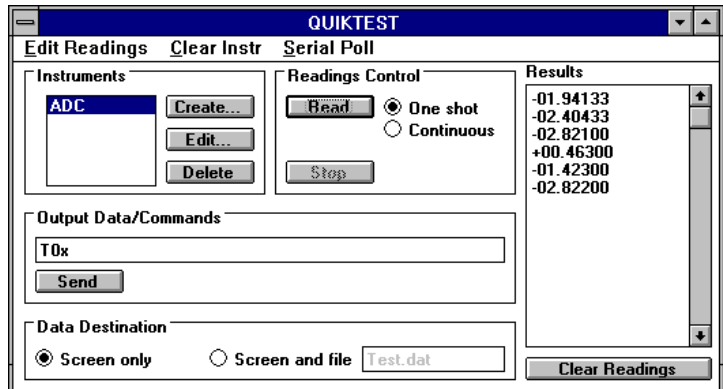 QUIKTEST
Edit Readings Clear Instr Serial Poll
Instruments
ADC
Create...
Edit...
Delete
Readings Control
Read
One shot
Continuous
Stop
Results
-01.94133
-02.40433
-02.82100
+00.46300
-01.42300
-02.82200
Output Data/Commands
T0x
Send
Data Destination
Screen only
Screen and file
Test.dat
Clear Readings